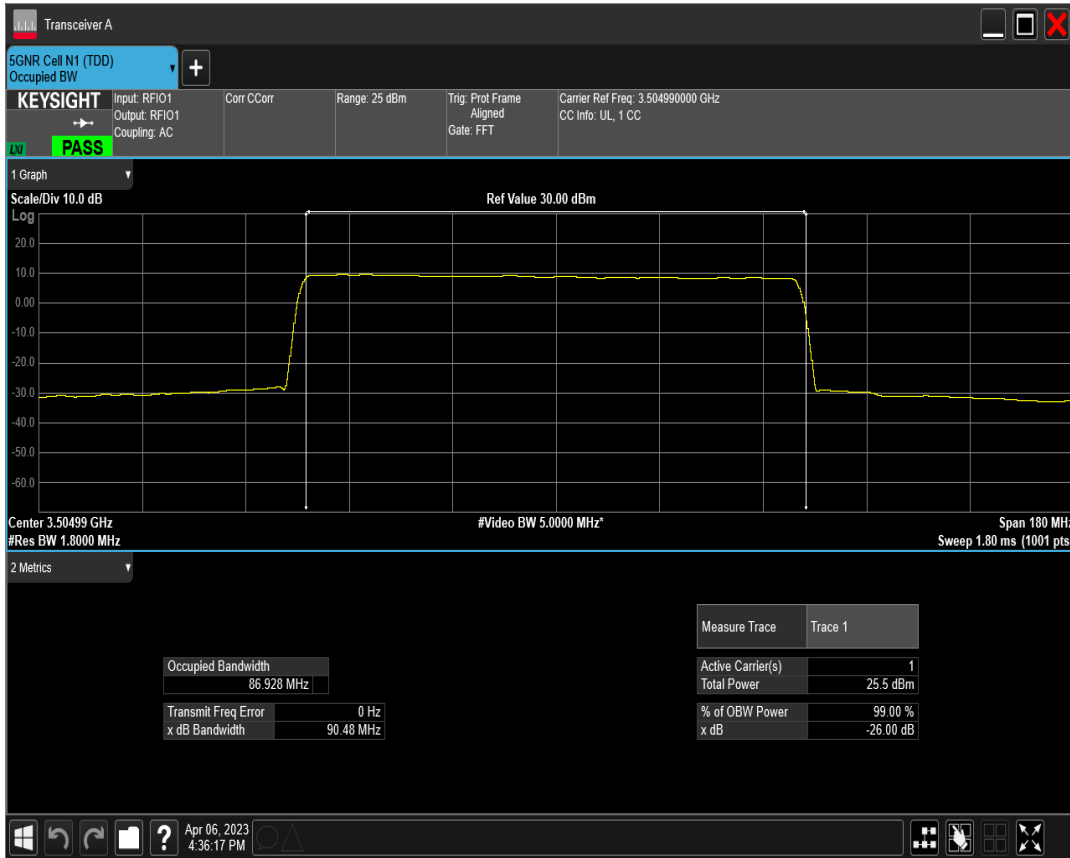 Transceiver A
5GNR Cell N1 (TDD)
Occupied BW
+
KEYSIGHT
LXI
PASS
Input: RFIO1
Output: RFIO1
Coupling: AC
Corr CCorr
Range: 25 dBm
Trig: Prot Frame
Aligned
Gate: FFT
Carrier Ref Freq: 3.504990000 GHz
CC Info: UL, 1 CC
1 Graph
Scale/Div 10.0 dB
Ref Value 30.00 dBm
Log
20.0
10.0
0.00
-10.0
-20.0
-30.0
-40.0
-50.0
-60.0
Center 3.50499 GHz
#Video BW 5.0000 MHz*
Span 180 MHz
#Res BW 1.8000 MHz
Sweep 1.80 ms (1001 pts
2 Metrics
Measure Trace Trace 1
Occupied Bandwidth
86.928 MHz
Active Carrier(s) 1
Total Power 25.5 dBm
Transmit Freq Error 0 Hz
x dB Bandwidth 90.48 MHz
% of OBW Power 99.00 %
x dB -26.00 dB
?
Apr 06, 2023
4:36:17 PM